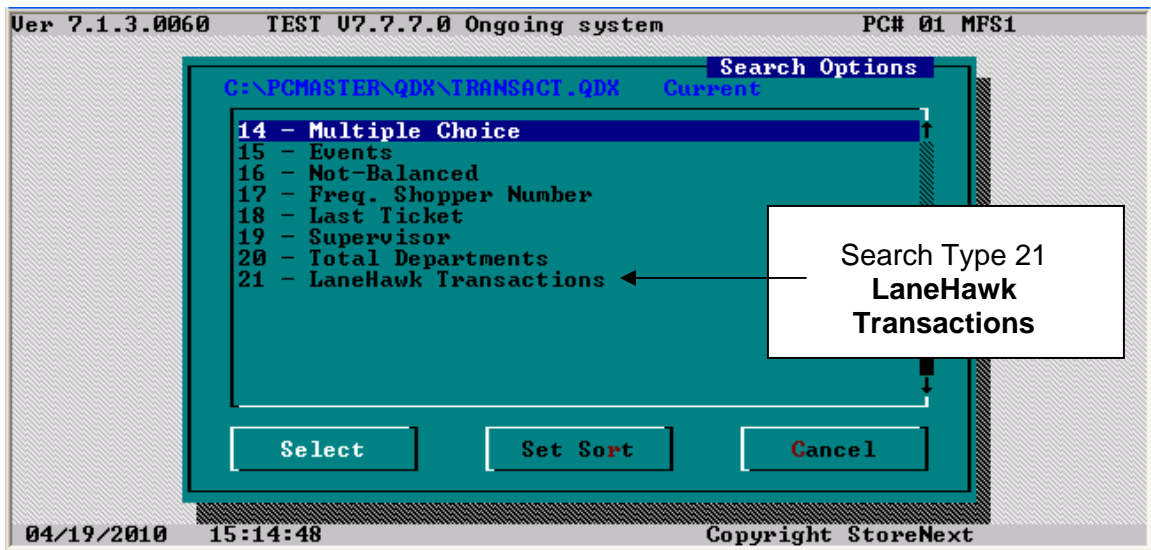 Ver 7.1.3.0060 TEST V7.7.7.0 Ongoing system PC# 01 MFS1
Search Options
C:\PCMASTER\QDX\TRANSACT.QDX Current
14 - Multiple Choice
15 - Events
16 - Not-Balanced
17 - Freq. Shopper Number
18 - Last Ticket
19 - Supervisor
20 - Total Departments
21 - LaneHawk Transactions
Search Type 21
LaneHawk
Transactions
Select Set Sort Cancel
04/19/2010 15:14:48 Copyright StoreNext